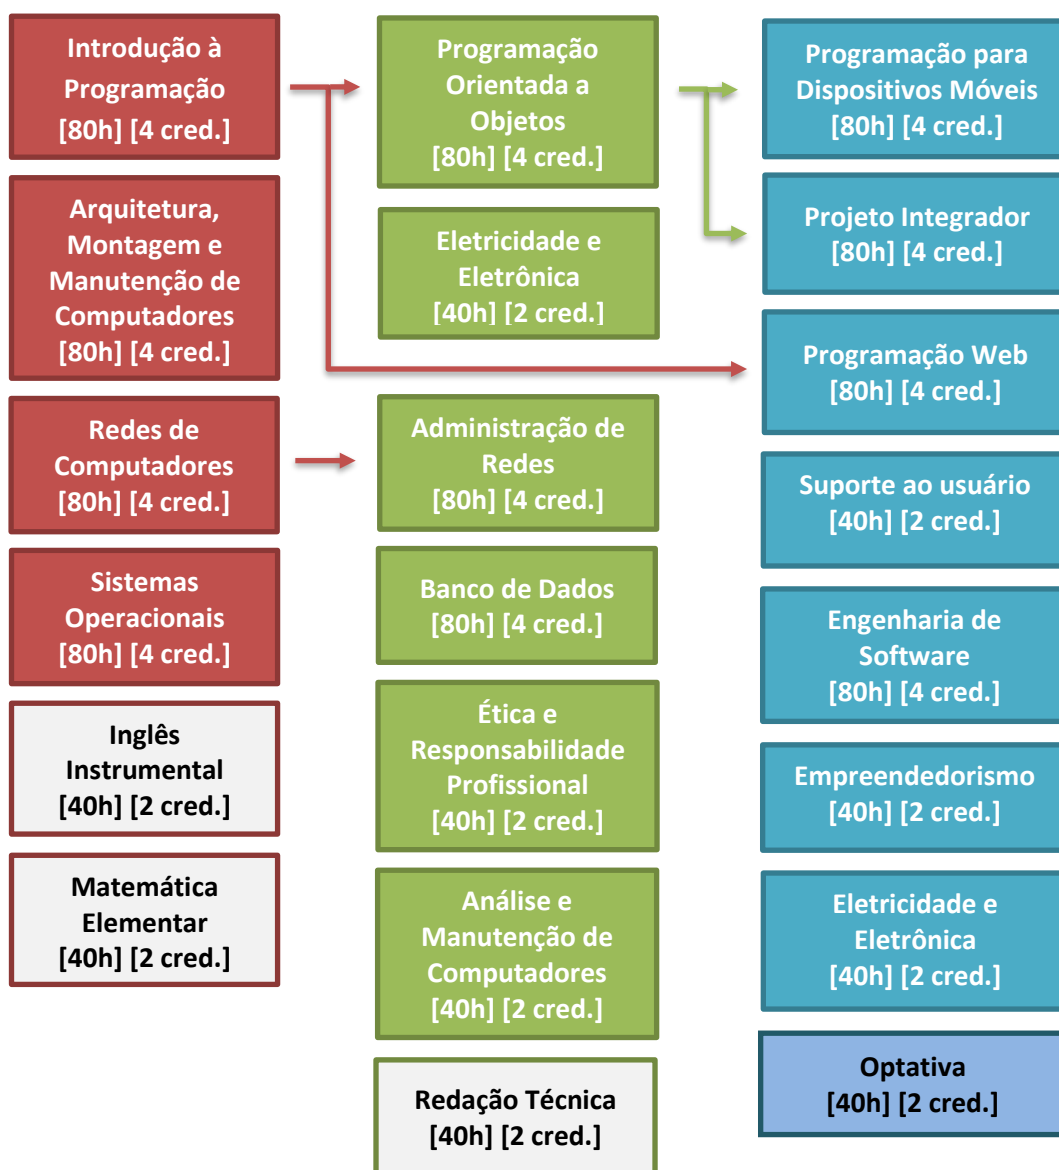 Introdução à
Programação
[80h] [4 cred.]
Arquitetura,
Montagem e
Manutenção de
Computadores
[80h] [4 cred.]
Redes de
Computadores
[80h] [4 cred.]
Sistemas
Operacionais
[80h] [4 cred.]
Inglês
Instrumental
[40h] [2 cred.]
Matemática
Elementar
[40h] [2 cred.]
Programação
Orientada a
Objetos
[80h] [4 cred.]
Eletricidade e
Eletrônica
[40h] [2 cred.]
Administração de
Redes
[80h] [4 cred.]
Banco de Dados
[80h] [4 cred.]
Ética e
Responsabilidade
Profissional
[40h] [2 cred.]
Análise e
Manutenção de
Computadores
[40h] [2 cred.]
Redação Técnica
[40h] [2 cred.]
Programação para
Dispositivos Móveis
[80h] [4 cred.]
Projeto Integrador
[80h] [4 cred.]
Programação Web
[80h] [4 cred.]
Suporte ao usuário
[40h] [2 cred.]
Engenharia de
Software
[80h] [4 cred.]
Empreendedorismo
[40h] [2 cred.]
Eletricidade e
Eletrônica
[40h] [2 cred.]
Optativa
[40h] [2 cred.]